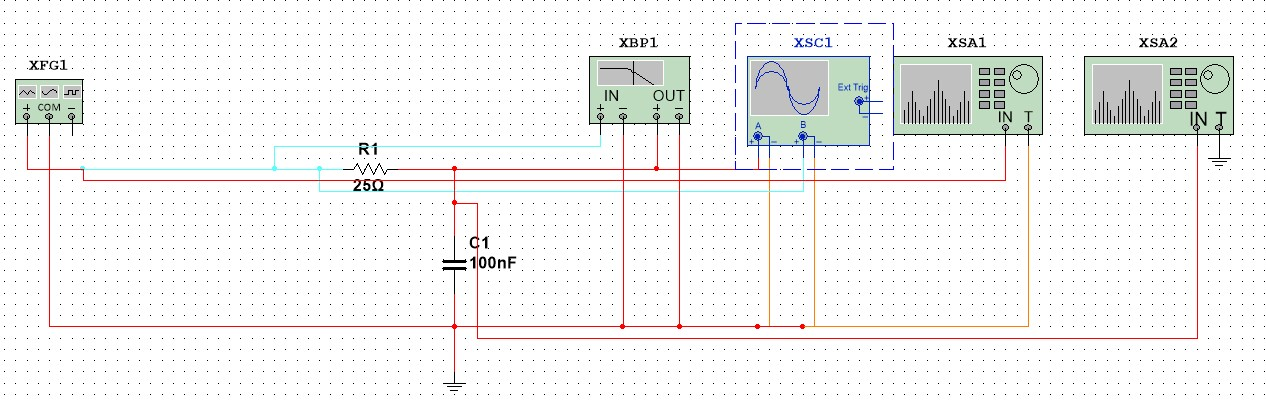 XBP1
XSC1
XSA1
XSA2
XFG1
IN OUT
Ext Trig
+ COM −
+ − + −
A B
IN T
IN T
R1
25Ω
C1
100nF